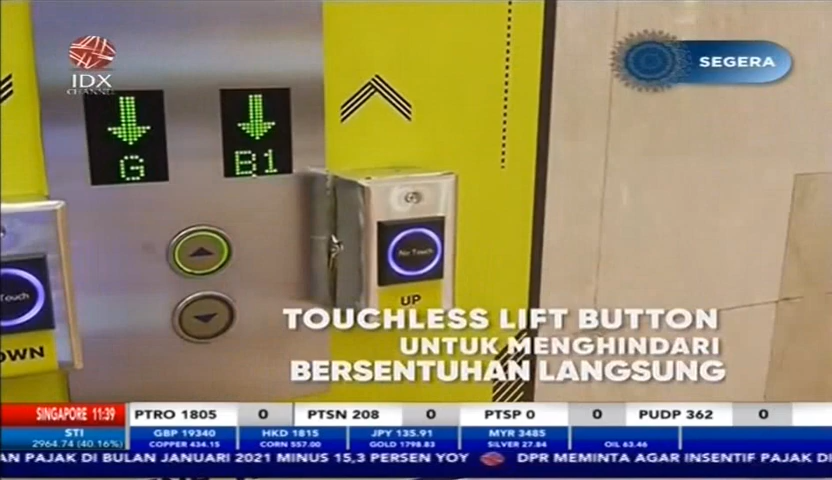 IDX
CHANNEL
SEGERA
G
B1
No Touch
Touch
UP
OWN
TOUCHLESS LIFT BUTTON
UNTUK MENGHINDARI
BERSENTUHAN LANGSUNG
SINGAPORE 11:39
PTRO 1805 0 PTSN 208 0 PTSP 0 0 PUDP 362 0
STI
2964.74 (40.16%)
GBP 19340 HKD 1815 JPY 135.91 MYR 3485
COPPER 434.15 CORN 557.00 GOLD 1798.83 SILVER 27.84 OIL 63.46
AN PAJAK DI BULAN JANUARI 2021 MINUS 15,3 PERSEN YOY DPR MEMINTA AGAR INSENTIF PAJAK DI